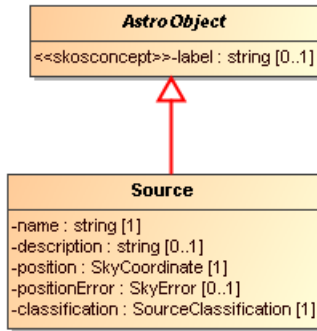 AstroObject
<<skosconcept>>-label : string [0..1]
Source
-name : string [1]
-description : string [0..1]
-position : SkyCoordinate [1]
-positionError : SkyError [0..1]
-classification : SourceClassification [1]